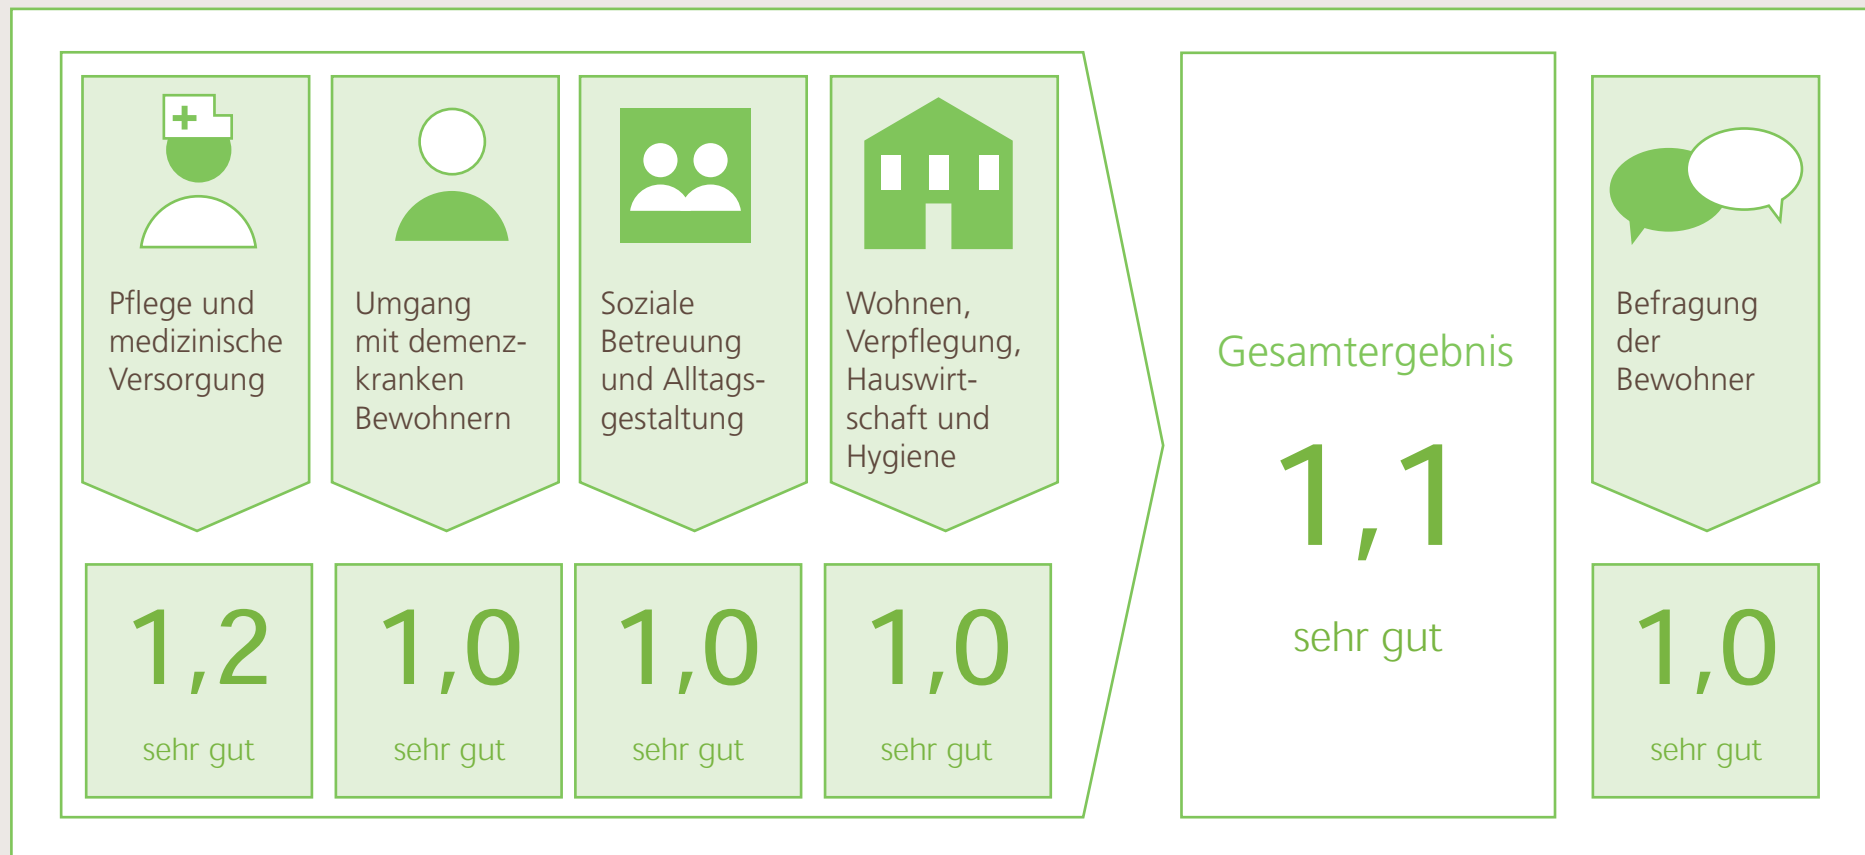 Pflege und
medizinische
Versorgung
1,2
sehr gut
Umgang
mit demenz-
kranken
Bewohnern
1,0
sehr gut
Soziale
Betreuung
und Alltags-
gestaltung
1,0
sehr gut
Wohnen,
Verpflegung,
Hauswirt-
schaft und
Hygiene
1,0
sehr gut
Gesamtergebnis
1,1
sehr gut
Befragung
der
Bewohner
1,0
sehr gut